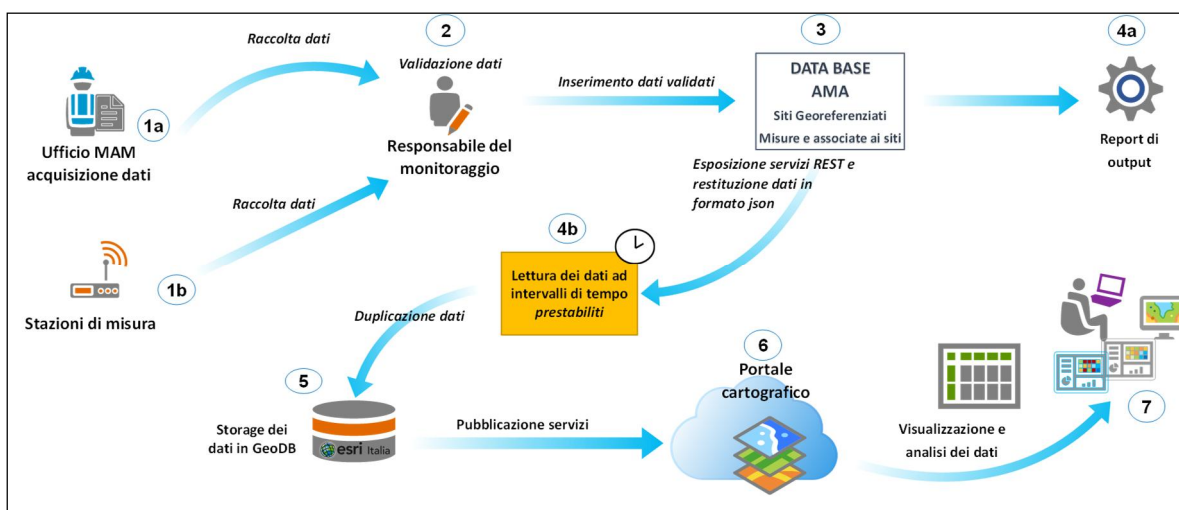 1a
Ufficio MAM
acquisizione dati
Raccolta dati
1b
Stazioni di misura
Raccolta dati
2
Validazione dati
Responsabile del
monitoraggio
Inserimento dati validati
3
DATA BASE
AMA
Siti Georeferenziati
Misure e associate ai siti
4a
Report di
output
Esposizione servizi REST e
restituzione dati in
formato json
4b
Lettura dei dati ad
intervalli di tempo
prestabiliti
Duplicazione dati
5
Storage dei
dati in GeoDB
esri Italia
Pubblicazione servizi
6
Portale
cartografico
Visualizzazione e
analisi dei dati
7